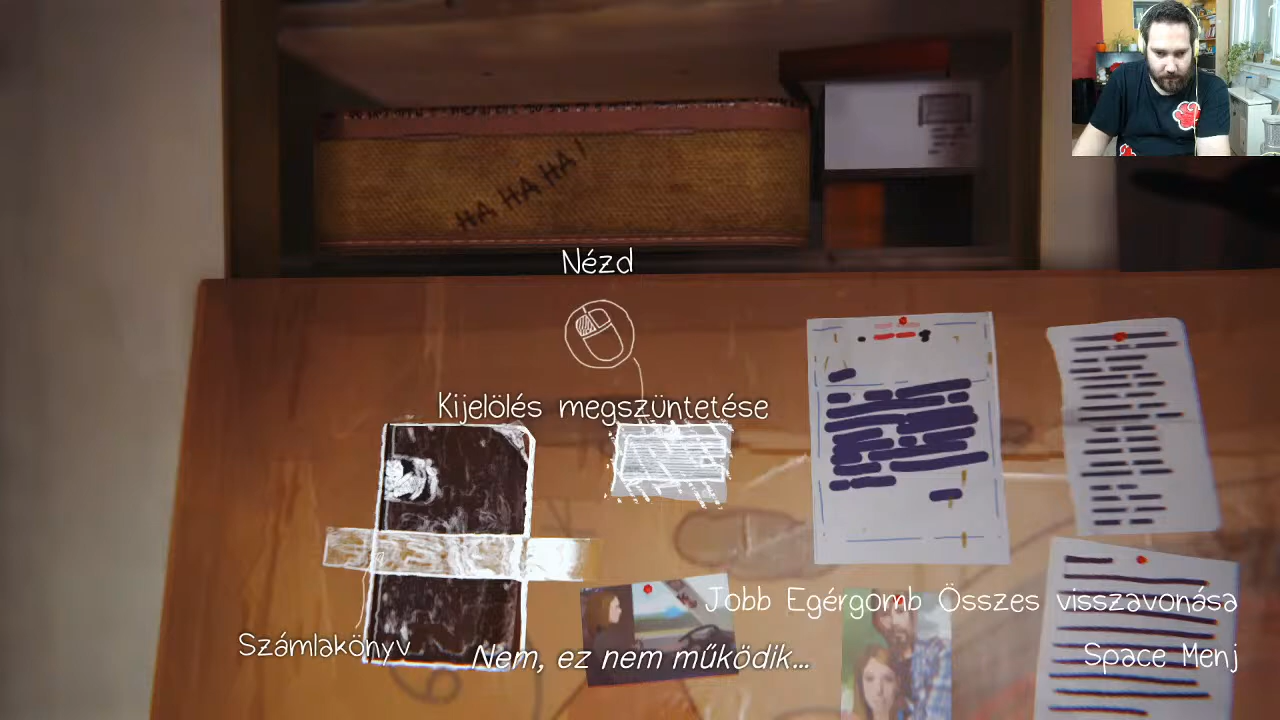 HA HA HA!
Nézd
Kijelölés megszüntetése
Jobb Egérgomb Összes visszavonása
Számlakönyv
Nem, ez nem működik...
Space Menj